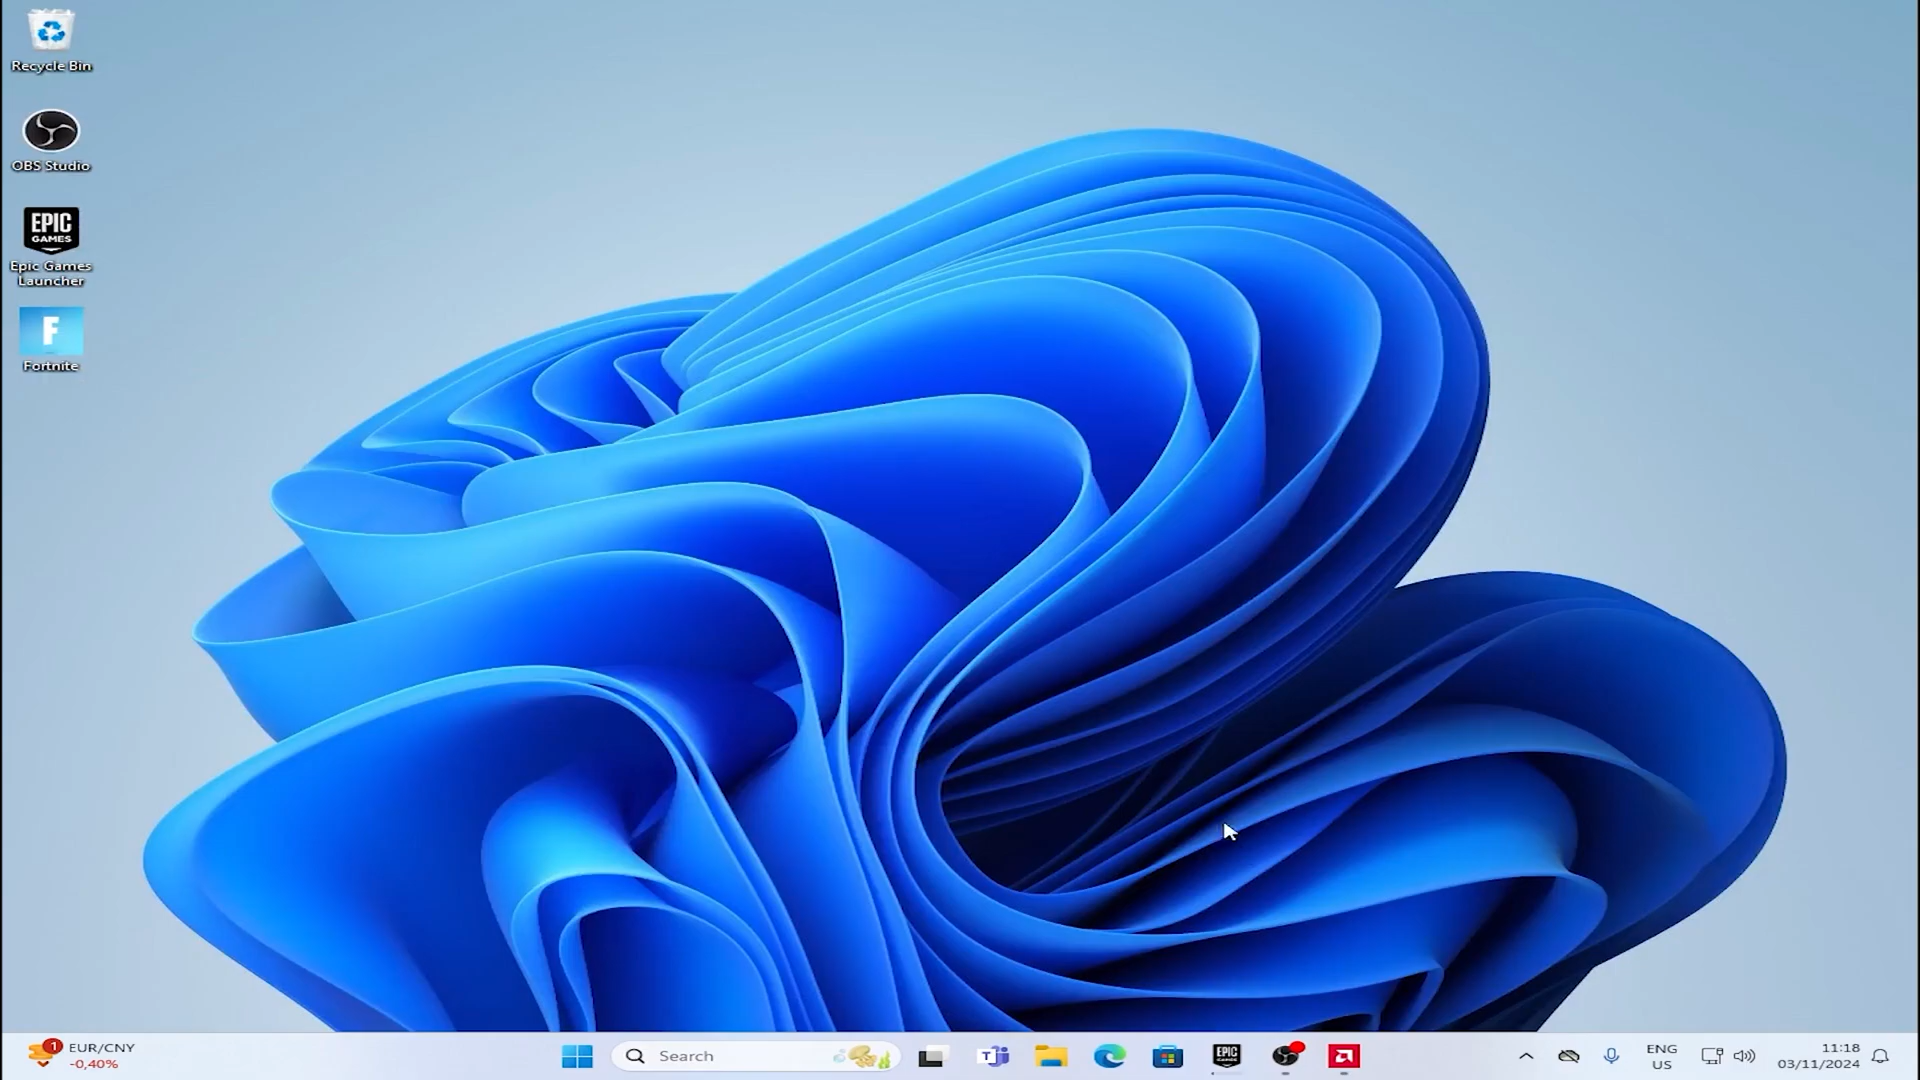 Recycle Bin
OBS Studio
EPIC
GAMES
Epic Games
Launcher
F
Fortnite
1
EUR/CNY
-0,40%
Search
T
EPIC
GAMES
ENG
US
11:18
03/11/2024